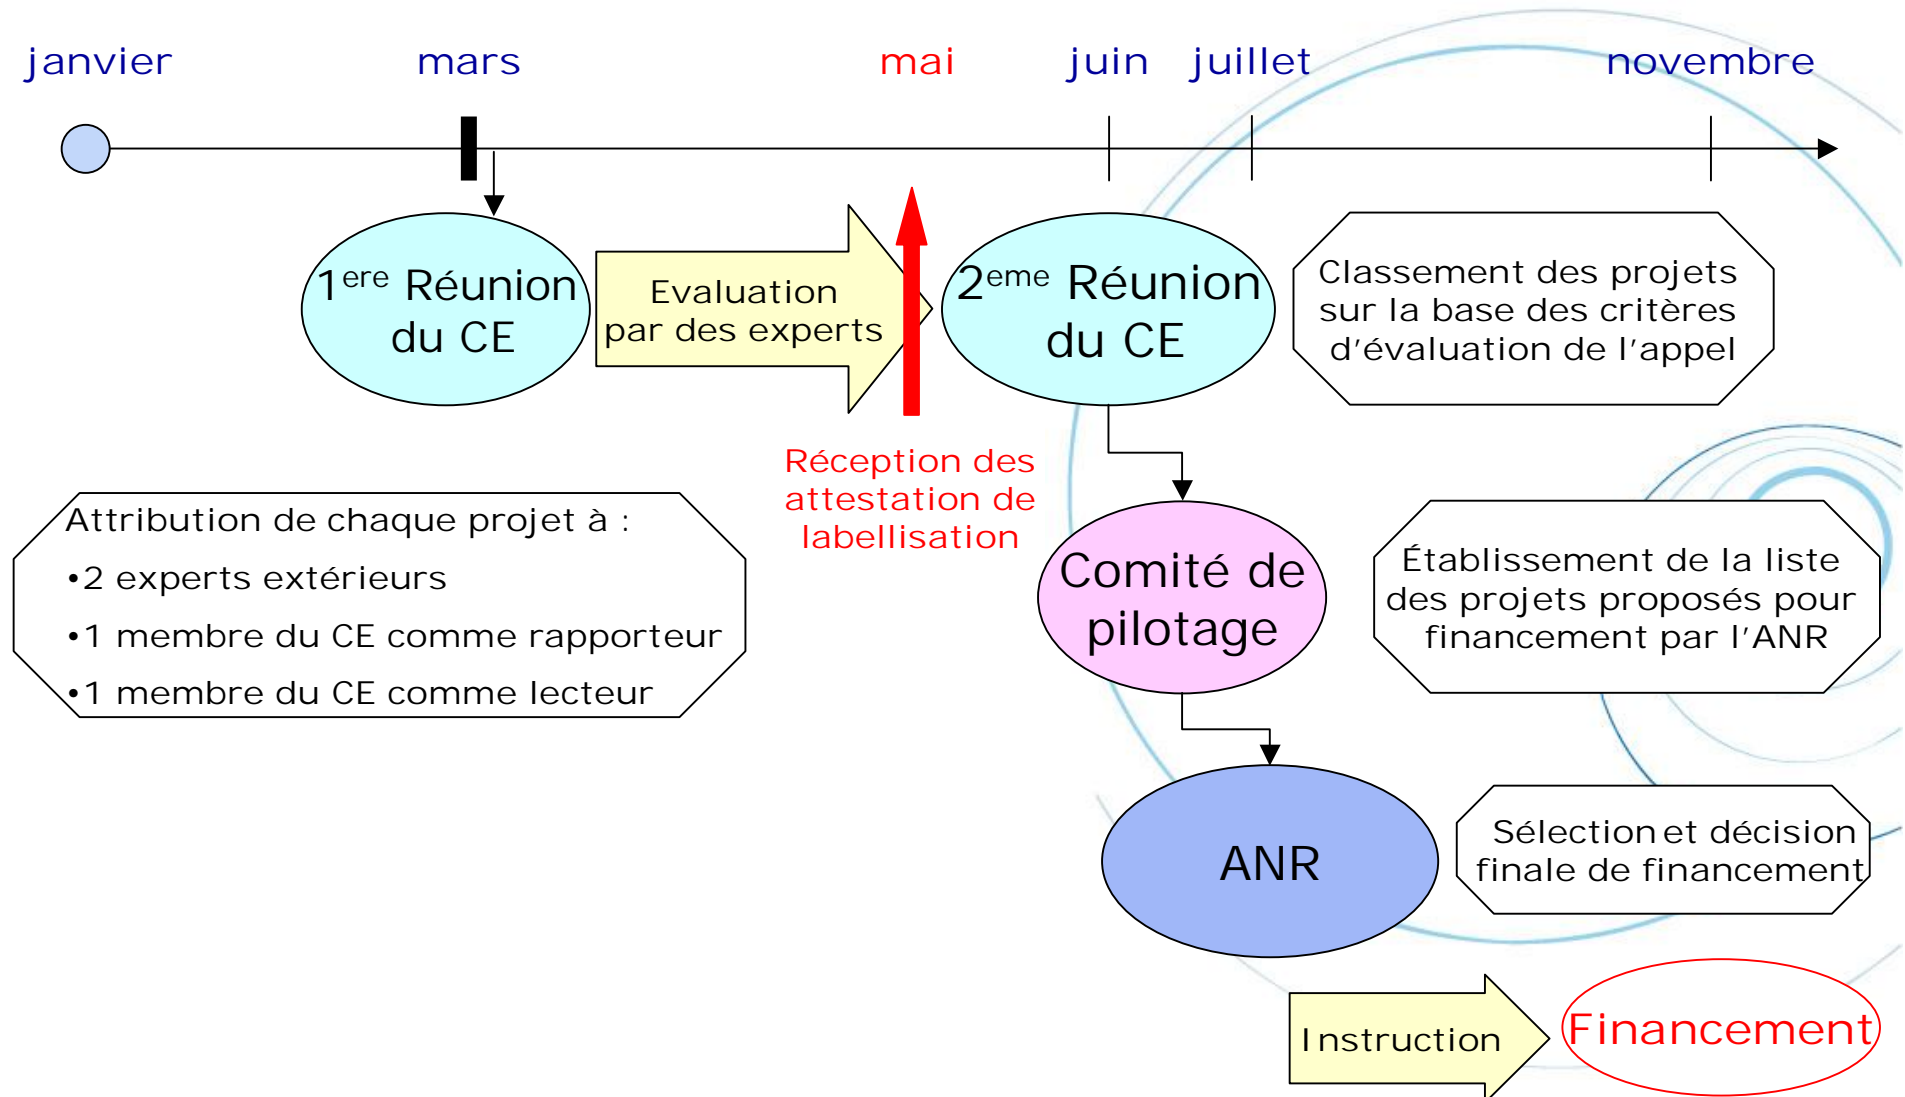 janvier mars mai juin juillet novembre
1ere Réunion
du CE
Evaluation
par des experts
2eme Réunion
du CE
Classement des projets
sur la base des critères
d'évaluation de l'appel
Réception des
attestation de
labellisation
Attribution de chaque projet à :
•2 experts extérieurs
•1 membre du CE comme rapporteur
•1 membre du CE comme lecteur
Comité de
pilotage
Établissement de la liste
des projets proposés pour
financement par l'ANR
ANR
Sélection et décision
finale de financement
Instruction
Financement